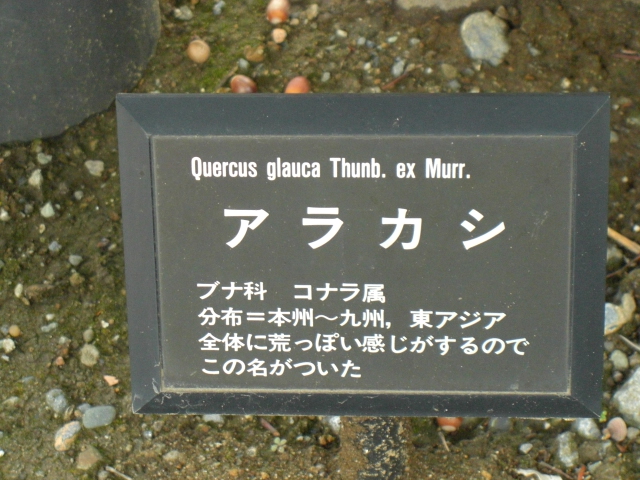 Quercus glauca Thunb. ex Murr.
アラカシ
ブナ科　コナラ属
分布＝本州～九州，東アジア
全体に荒っぽい感じがするので
この名がついた